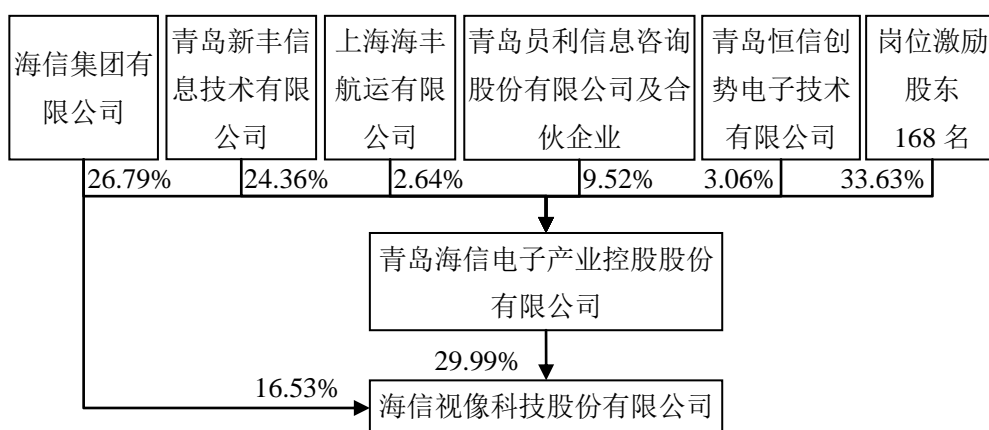 海信集团有
限公司
青岛新丰信
息技术有限
公司
上海海丰
航运有限
公司
青岛员利信息咨询
股份有限公司及合
伙企业
青岛恒信创
势电子技术
有限公司
岗位激励
股东
168 名
26.79%
24.36%
2.64%
9.52%
3.06%
33.63%
青岛海信电子产业控股股份
有限公司
29.99%
16.53%
海信视像科技股份有限公司